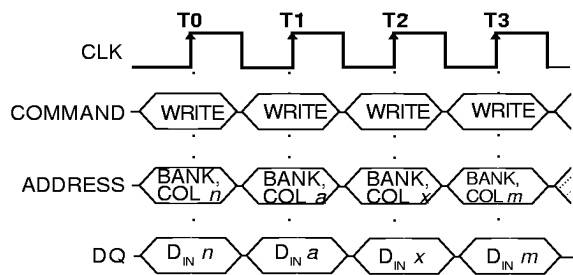 T0 T1 T2 T3
CLK
COMMAND WRITE WRITE WRITE WRITE
ADDRESS BANK, COL n BANK, COL a BANK, COL x BANK, COL m
DQ DIN n DIN a DIN x DIN m